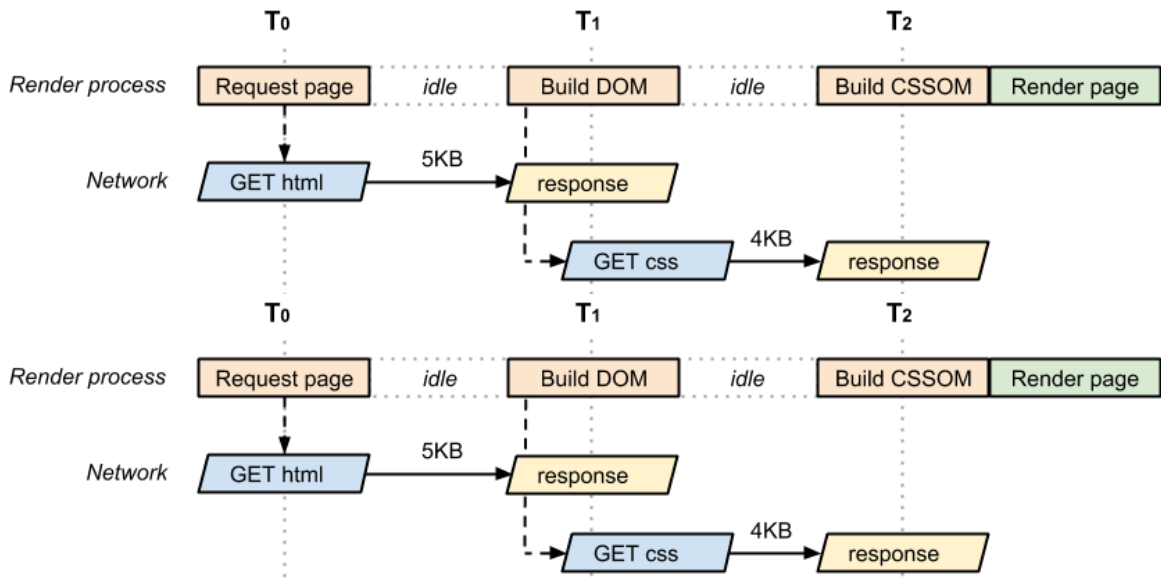 T0 T1 T2
Render process Request page idle Build DOM idle Build CSSOM Render page
5KB
Network GET html response
4KB
GET css response
T0 T1 T2
Render process Request page idle Build DOM idle Build CSSOM Render page
5KB
Network GET html response
4KB
GET css response